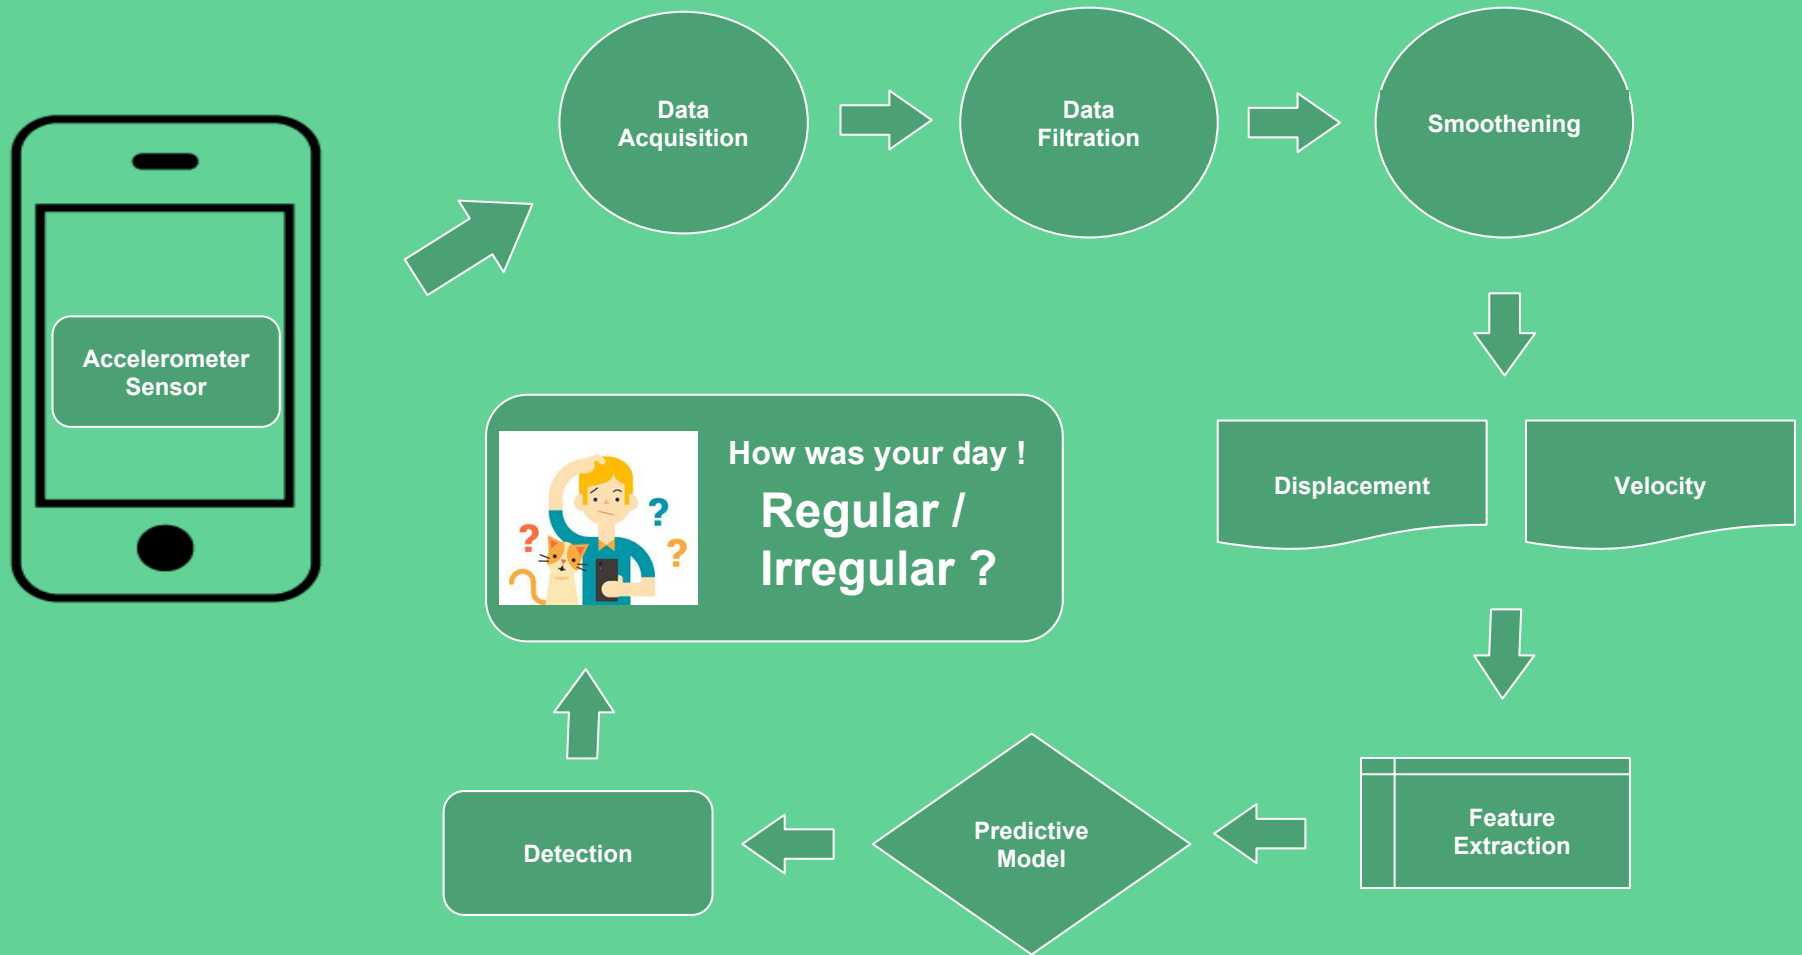 Accelerometer
Sensor
Data
Acquisition
Data
Filtration
Smoothening
Displacement
Velocity
Feature
Extraction
Predictive
Model
Detection
How was your day !
Regular /
Irregular ?
? ? ?